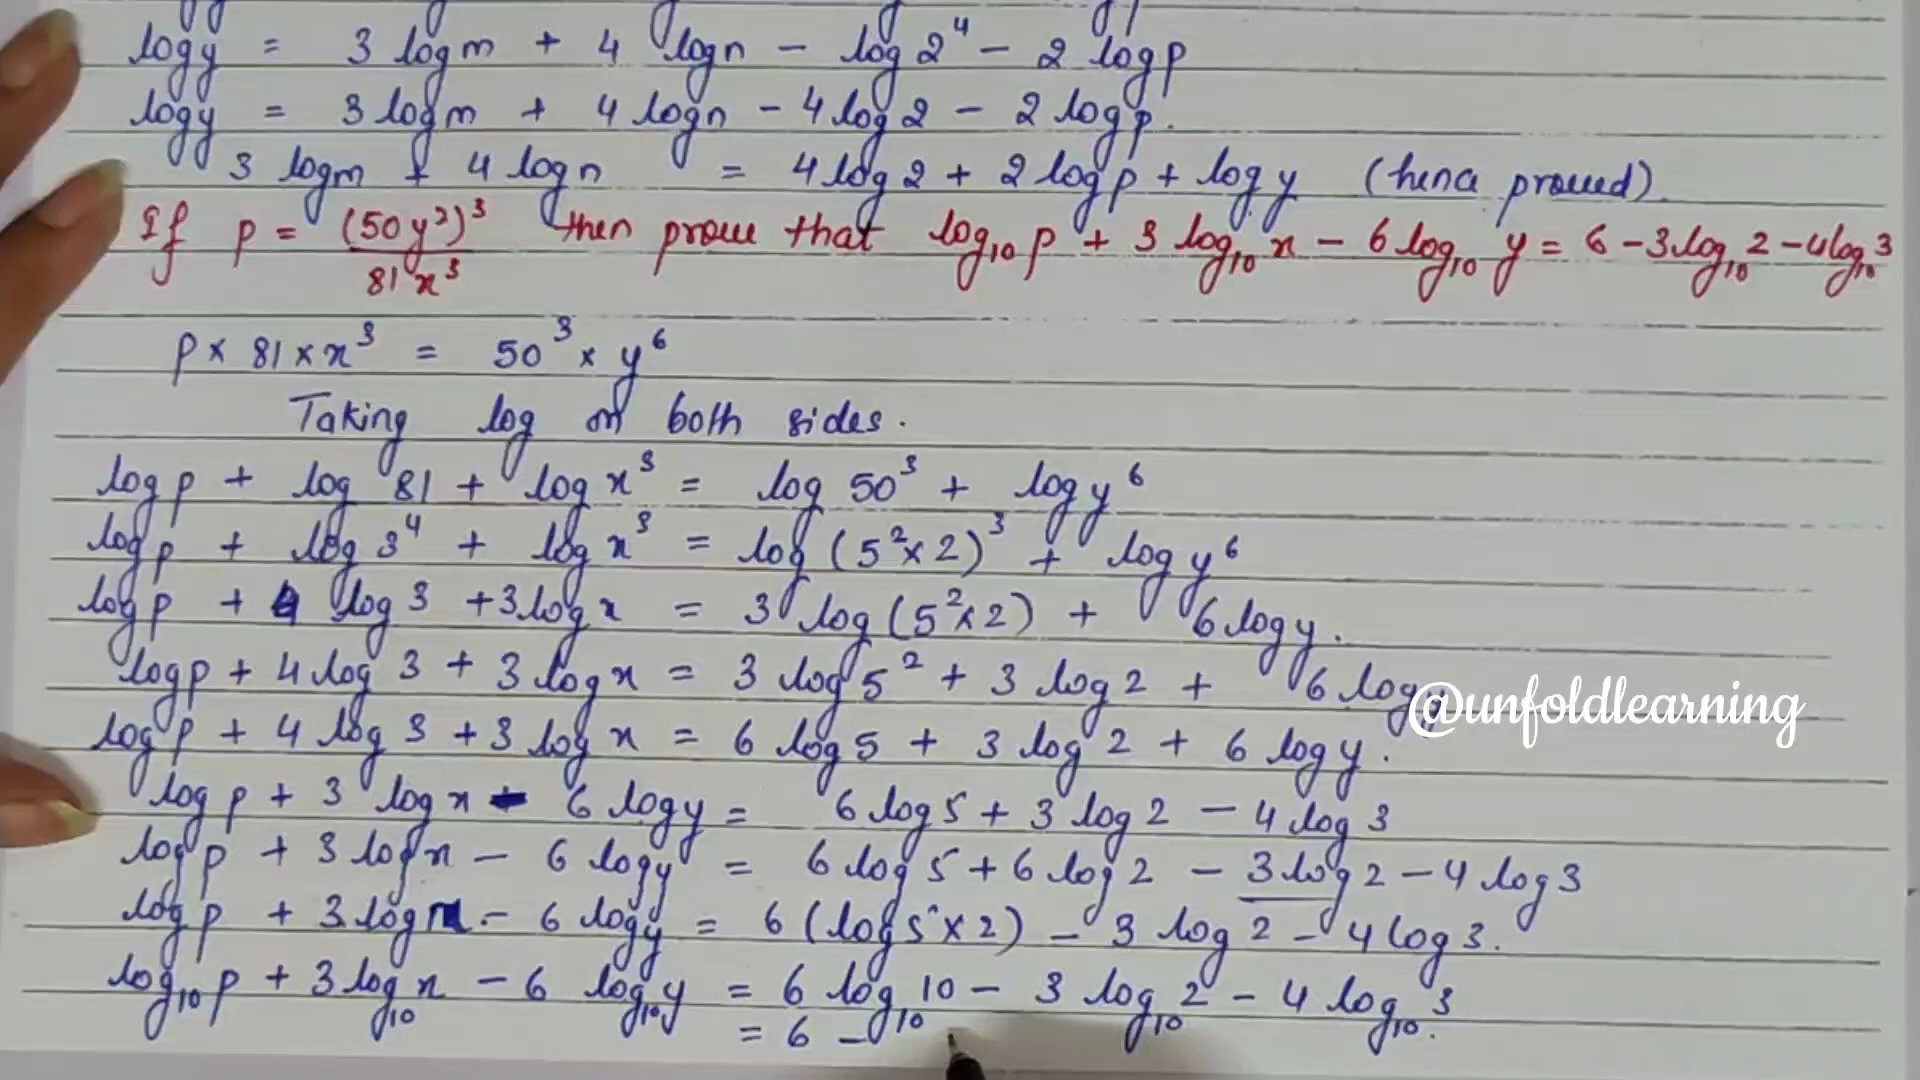 log y = 3 log m + 4 log n - log 2⁴ - 2 log p
log y = 3 log m + 4 log n - 4 log 2 - 2 log p.
3 log m + 4 log n = 4 log 2 + 2 log p + log y (hence proved)
If p = (50y²)³ / 81x³ then prove that log₁₀ p + 3 log₁₀ x - 6 log₁₀ y = 6 - 3 log₁₀ 2 - 4 log₁₀ 3
p × 81 × x³ = 50³ × y⁶
Taking log on both sides.
log p + log 81 + log x³ = log 50³ + log y⁶
log p + log 3⁴ + log x³ = log (5² × 2)³ + log y⁶
log p + 4 log 3 + 3 log x = 3 log (5² × 2) + 6 log y.
log p + 4 log 3 + 3 log x = 3 log 5² + 3 log 2 + 6 log y
@unfoldlearning
log p + 4 log 3 + 3 log x = 6 log 5 + 3 log 2 + 6 log y.
log p + 3 log x - 6 log y = 6 log 5 + 3 log 2 - 4 log 3
log p + 3 log x - 6 log y = 6 log 5 + 6 log 2 - 3 log 2 - 4 log 3
log p + 3 log x - 6 log y = 6 (log 5 × 2) - 3 log 2 - 4 log 3.
log₁₀ p + 3 log₁₀ x - 6 log₁₀ y = 6 log₁₀ 10 - 3 log₁₀ 2 - 4 log₁₀ 3.
= 6 -